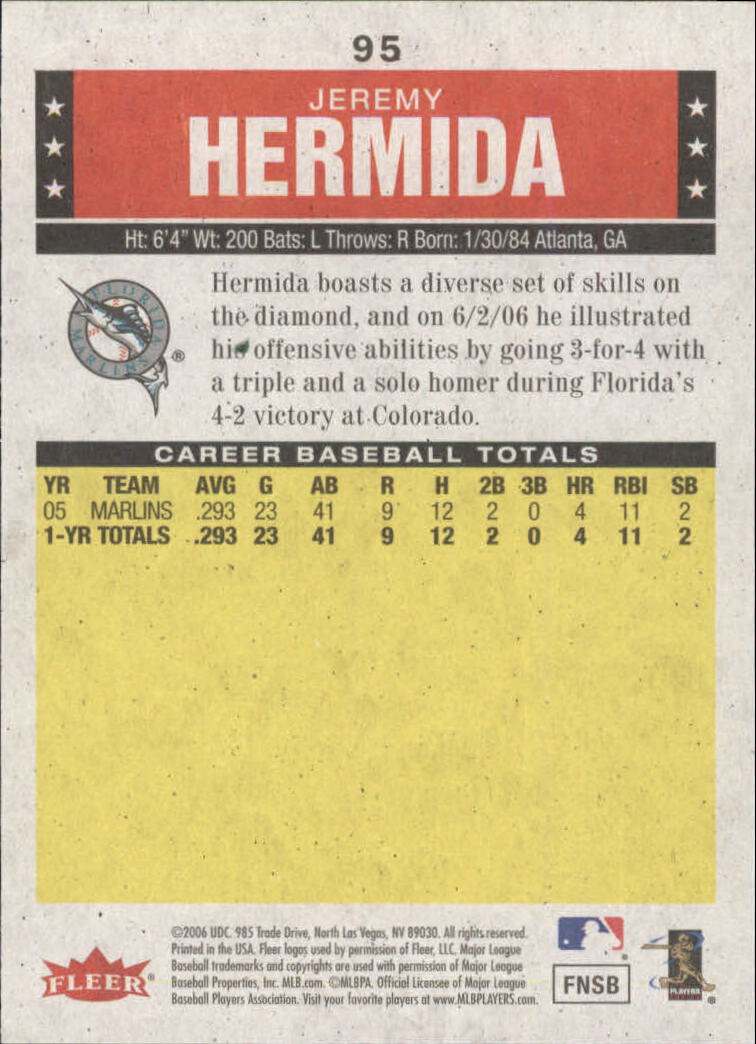 95
JEREMY
HERMIDA
Ht: 6'4" Wt: 200 Bats: L Throws: R Born: 1/30/84 Atlanta, GA
FLORIDA
MARLINS
®
Hermida boasts a diverse set of skills on
the diamond, and on 6/2/06 he illustrated
his offensive abilities by going 3-for-4 with
a triple and a solo homer during Florida's
4-2 victory at Colorado.
CAREER BASEBALL TOTALS
YR TEAM AVG G AB R H 2B 3B HR RBI SB
05 MARLINS .293 23 41 9 12 2 0 4 11 2
1-YR TOTALS .293 23 41 9 12 2 0 4 11 2
©2006 UDC. 985 Trade Drive, North Las Vegas, NV 89030. All rights reserved.
Printed in the USA. Fleer logos used by permission of Fleer, LLC. Major League
Baseball trademarks and copyrights are used with permission of Major League
Baseball Properties, Inc. MLB.com. ©MLBPA. Official Licensee of Major League
Baseball Players Association. Visit your favorite players at www.MLBPLAYERS.com.
FLEER®
®
FNSB
PLAYERS
®